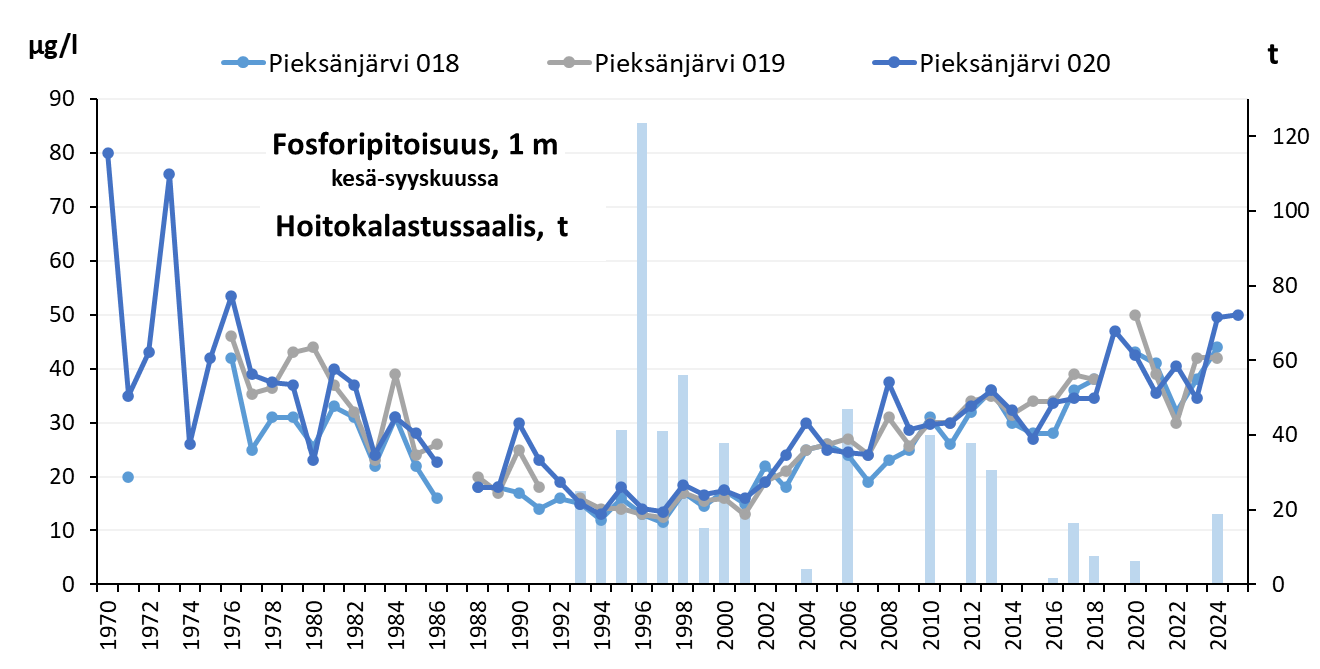 µg/l
t
Pieksänjärvi 018 Pieksänjärvi 019 Pieksänjärvi 020
Fosforipitoisuus, 1 m
kesä-syyskuussa
Hoitokalastussaalis, t
90
80
70
60
50
40
30
20
10
0
120
100
80
60
40
20
0
1970 1972 1974 1976 1978 1980 1982 1984 1986 1988 1990 1992 1994 1996 1998 2000 2002 2004 2006 2008 2010 2012 2014 2016 2018 2020 2022 2024